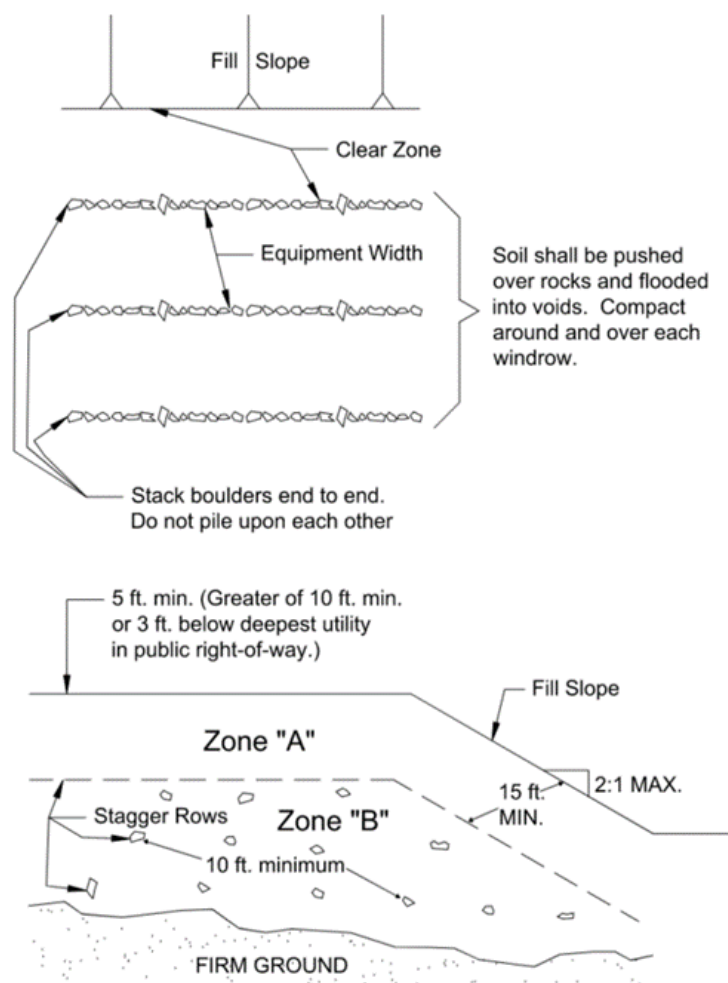 Fill Slope
Clear Zone
Equipment Width
Soil shall be pushed
over rocks and flooded
into voids. Compact
around and over each
windrow.
Stack boulders end to end.
Do not pile upon each other
5 ft. min. (Greater of 10 ft. min.
or 3 ft. below deepest utility
in public right-of-way.)
Fill Slope
Zone "A"
15 ft.
MIN.
2:1 MAX.
Stagger Rows
Zone "B"
10 ft. minimum
FIRM GROUND